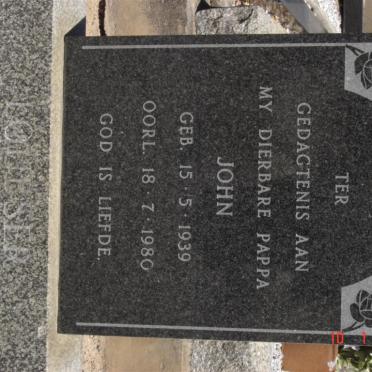 TER
GEDAGTENIS AAN
MY DIERBARE PAPPA
JOHN
GEB. 15·5·1939
OORL. 18·7·1980
GOD IS LIEFDE.